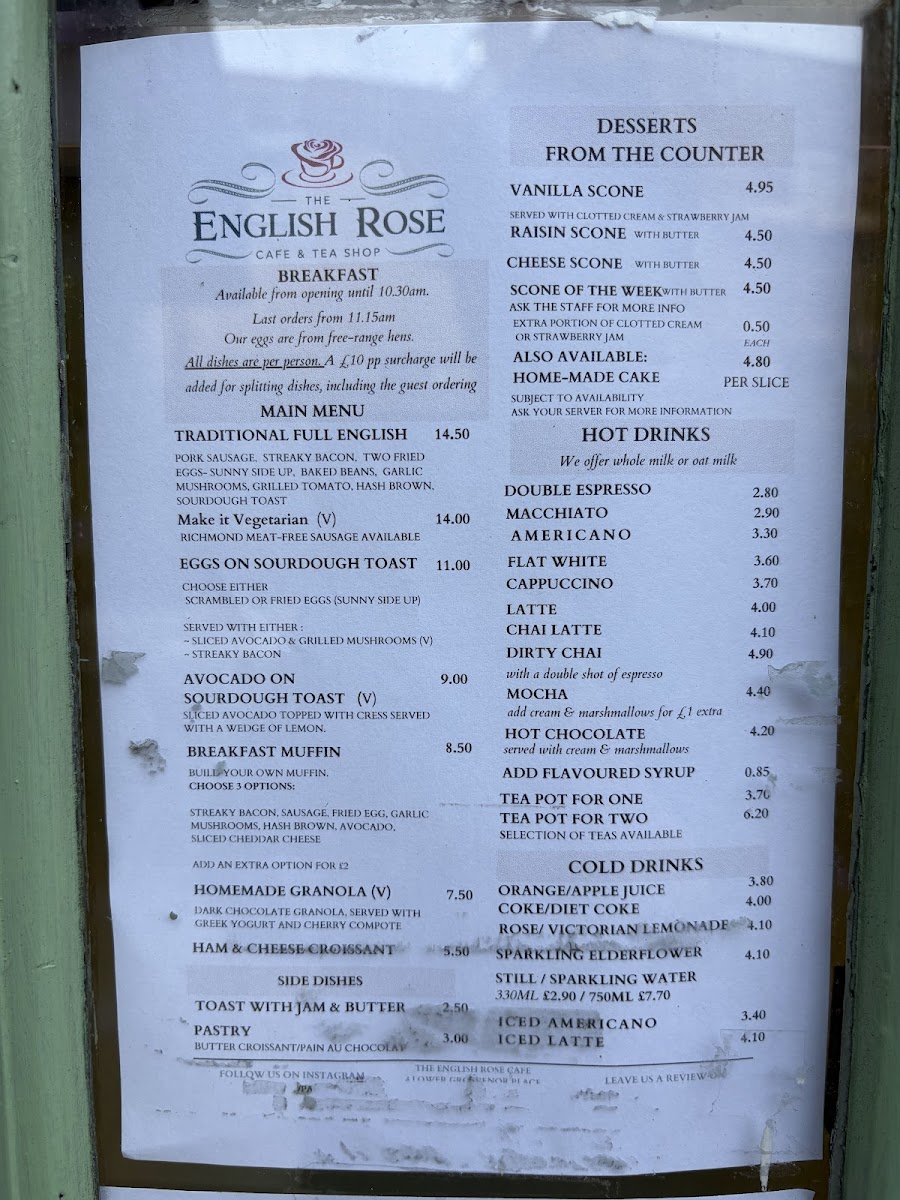 THE
ENGLISH ROSE
CAFE & TEA SHOP
BREAKFAST
Available from opening until 10.30am.
Last orders from 11.15am
Our eggs are from free-range hens.
All dishes are per person. A £10 pp surcharge will be
added for splitting dishes, including the guest ordering
MAIN MENU
TRADITIONAL FULL ENGLISH 14.50
PORK SAUSAGE, STREAKY BACON, TWO FRIED
EGGS- SUNNY SIDE UP, BAKED BEANS, GARLIC
MUSHROOMS, GRILLED TOMATO, HASH BROWN,
SOURDOUGH TOAST
Make it Vegetarian (V) 14.00
RICHMOND MEAT-FREE SAUSAGE AVAILABLE
EGGS ON SOURDOUGH TOAST 11.00
CHOOSE EITHER
SCRAMBLED OR FRIED EGGS (SUNNY SIDE UP)
SERVED WITH EITHER :
~ SLICED AVOCADO & GRILLED MUSHROOMS (V)
~ STREAKY BACON
AVOCADO ON 9.00
SOURDOUGH TOAST (V)
SLICED AVOCADO TOPPED WITH CRESS SERVED
WITH A WEDGE OF LEMON.
BREAKFAST MUFFIN 8.50
BUILD YOUR OWN MUFFIN.
CHOOSE 3 OPTIONS:
STREAKY BACON, SAUSAGE, FRIED EGG, GARLIC
MUSHROOMS, HASH BROWN, AVOCADO,
SLICED CHEDDAR CHEESE
ADD AN EXTRA OPTION FOR £2
HOMEMADE GRANOLA (V) 7.50
DARK CHOCOLATE GRANOLA, SERVED WITH
GREEK YOGURT AND CHERRY COMPOTE
HAM & CHEESE CROISSANT 5.50
SIDE DISHES
TOAST WITH JAM & BUTTER 2.50
PASTRY 3.00
BUTTER CROISSANT/PAIN AU CHOCOLAT
DESSERTS
FROM THE COUNTER
VANILLA SCONE 4.95
SERVED WITH CLOTTED CREAM & STRAWBERRY JAM
RAISIN SCONE WITH BUTTER 4.50
CHEESE SCONE WITH BUTTER 4.50
SCONE OF THE WEEK WITH BUTTER 4.50
ASK THE STAFF FOR MORE INFO
EXTRA PORTION OF CLOTTED CREAM 0.50
OR STRAWBERRY JAM EACH
ALSO AVAILABLE: 4.80
HOME-MADE CAKE PER SLICE
SUBJECT TO AVAILABILITY
ASK YOUR SERVER FOR MORE INFORMATION
HOT DRINKS
We offer whole milk or oat milk
DOUBLE ESPRESSO 2.80
MACCHIATO 2.90
AMERICANO 3.30
FLAT WHITE 3.60
CAPPUCCINO 3.70
LATTE 4.00
CHAI LATTE 4.10
DIRTY CHAI 4.90
with a double shot of espresso
MOCHA 4.40
add cream & marshmallows for £1 extra
HOT CHOCOLATE 4.20
served with cream & marshmallows
ADD FLAVOURED SYRUP 0.85
TEA POT FOR ONE 3.70
TEA POT FOR TWO 6.20
SELECTION OF TEAS AVAILABLE
COLD DRINKS
ORANGE/APPLE JUICE 3.80
COKE/DIET COKE 4.00
ROSE/ VICTORIAN LEMONADE 4.10
SPARKLING ELDERFLOWER 4.10
STILL / SPARKLING WATER
330ML £2.90 / 750ML £7.70
ICED AMERICANO 3.40
ICED LATTE 4.10
FOLLOW US ON INSTAGRAM
THE ENGLISH ROSE CAFE
4 LOWER GROSVENOR PLACE
LEAVE US A REVIEW